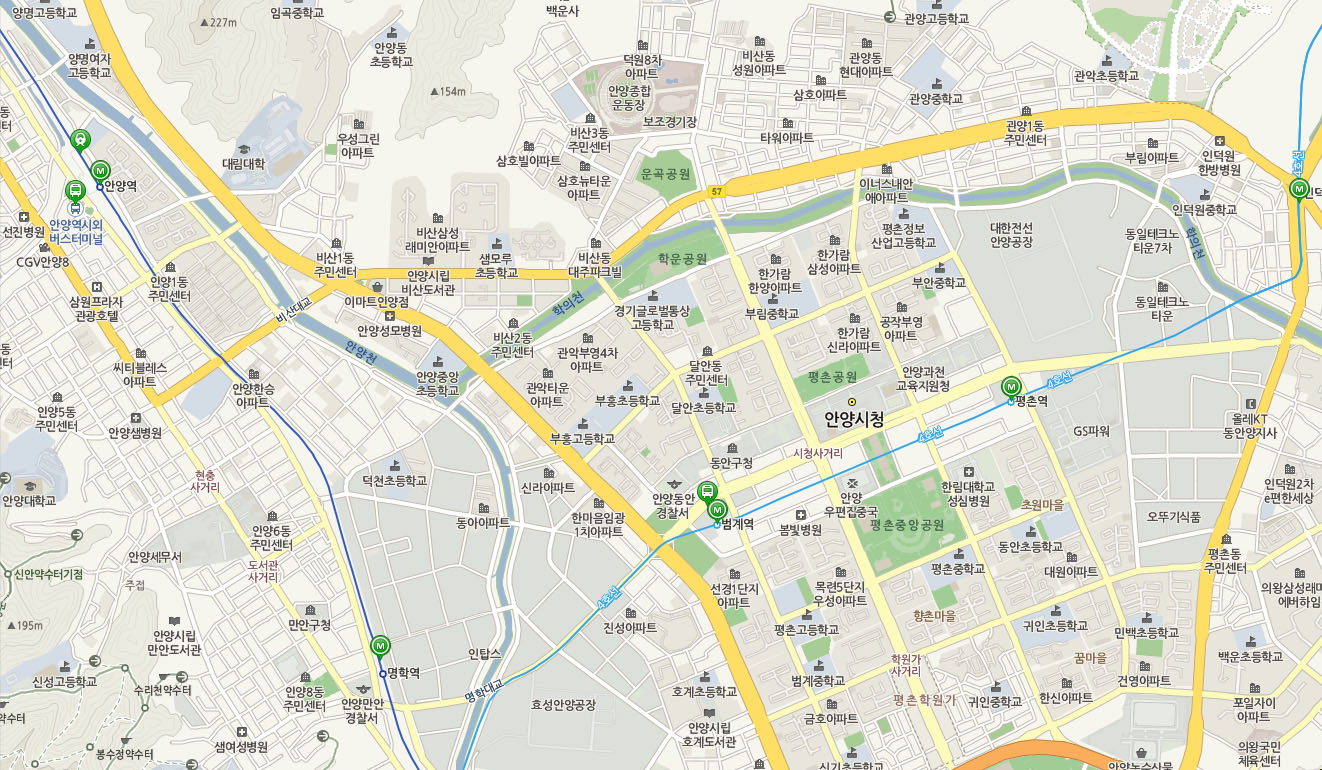 양명고등학교
임곡중학교
▲227m
백운사
관양고등학교
양명여자
고등학교
안양동
초등학교
덕원8차
아파트
비산동
성원아파트
관양동
현대아파트
관악초등학교
▲154m
안양종합
운동장
삼호아파트
관양중학교
보조경기장
우성그린
아파트
대림대학
비산3동
주민센터
타워아파트
관양1동
주민센터
삼호빌아파트
부림아파트
인덕원
한방병원
4호선
삼호뉴타운
아파트
운곡공원
57
이너스내안
애아파트
안양역
인덕원중학교
안양역시외
버스터미널
선진병원
CGV안양8
비산삼성
래미안아파트
평촌정보
산업고등학교
대한전선
안양공장
동일테크노
타운7차
학의천
비산1동
주민센터
샘모루
초등학교
비산동
대주파크빌
학운공원
한가람
삼성아파트
안양1동
주민센터
안양시립
비산도서관
한가람
한양아파트
부안중학교
삼원프라자
관광호텔
비산대교
이마트안양점
학의천
경기글로벌통상
고등학교
부림중학교
동일테크노
타운
안양성모병원
한가람
신라아파트
공작부영
아파트
안양천
비산2동
주민센터
관악부영4차
아파트
씨티블레스
아파트
안양한승
아파트
안양중앙
초등학교
관악타운
아파트
달안동
주민센터
평촌공원
안양과천
교육지원청
4호선
안양5동
주민센터
부흥초등학교
달안초등학교
안양시청
평촌역
안양샘병원
부흥고등학교
4호선
GS파워
올레KT
동안양지사
시청사거리
동안구청
현충
사거리
덕천초등학교
신라아파트
안양동안
경찰서
안양
우편집중국
한림대학교
성심병원
인덕원2차
e편한세상
안양대학교
초원마을
동아아파트
한마음임광
1치아파트
범계역
봄빛병원
평촌중앙공원
오뚜기식품
안양6동
주민센터
안양세무서
동안초등학교
평촌동
주민센터
신안약수터기점
도서관
사거리
평촌중학교
대원아파트
주접
4호선
선경1단지
아파트
목련5단지
우성아파트
의왕삼성래미
에버하임
▲195m
만안구청
진성아파트
평촌고등학교
향촌마을
귀인초등학교
민백초등학교
안양시립
만안도서관
인탑스
학원가
사거리
꿈마을
백운초등학교
신성고등학교
명학역
명학대교
호계초등학교
범계중학교
건영아파트
수리천약수터
안양8동
주민센터
안양만안
경찰서
효성안양공장
평촌학원가
귀인중학교
한신아파트
포일자이
아파트
금호아파트
안양시립
호계도서관
샘여성병원
봉수정약수터
의왕국민
체육센터
신기초등학교
안양농수산물